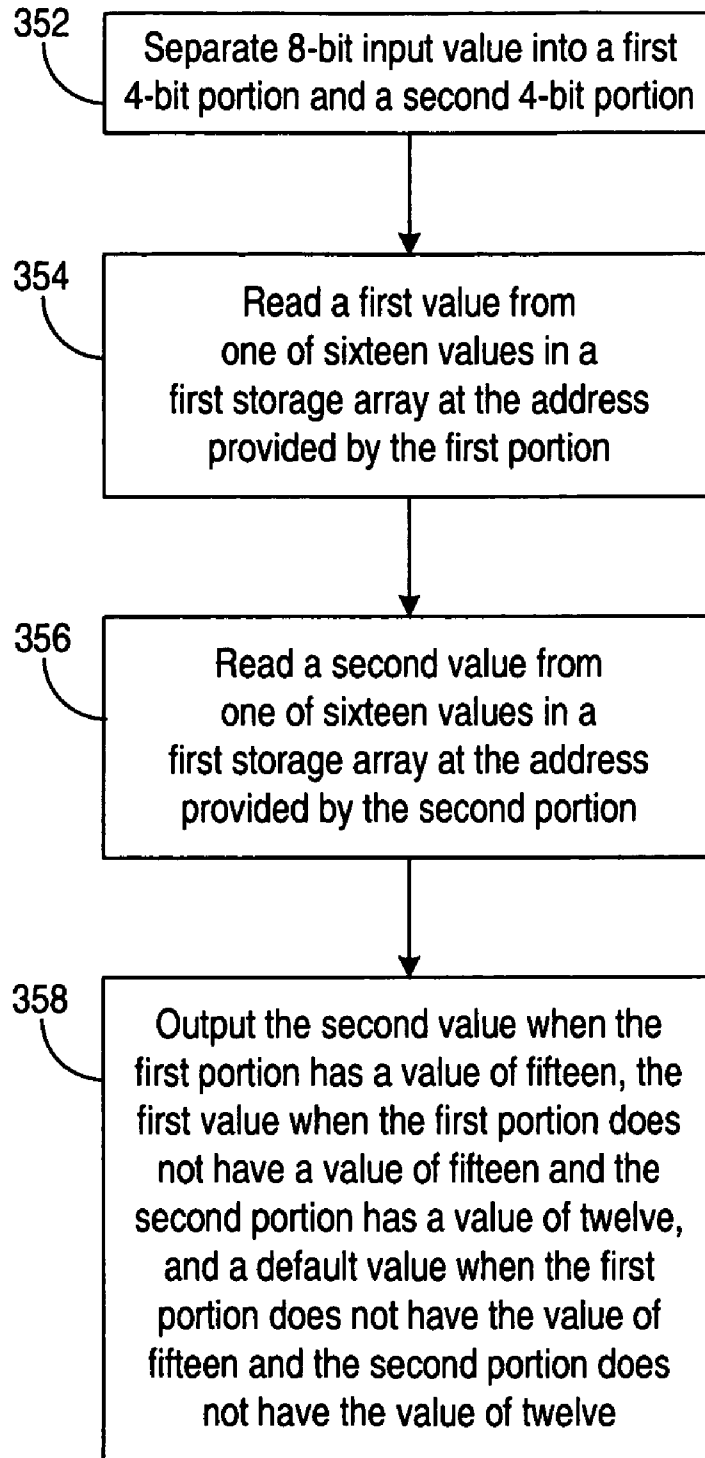 352
Separate 8-bit input value into a first
4-bit portion and a second 4-bit portion
354
Read a first value from
one of sixteen values in a
first storage array at the address
provided by the first portion
356
Read a second value from
one of sixteen values in a
first storage array at the address
provided by the second portion
358
Output the second value when the
first portion has a value of fifteen, the
first value when the first portion does
not have a value of fifteen and the
second portion has a value of twelve,
and a default value when the first
portion does not have the value of
fifteen and the second portion does
not have the value of twelve